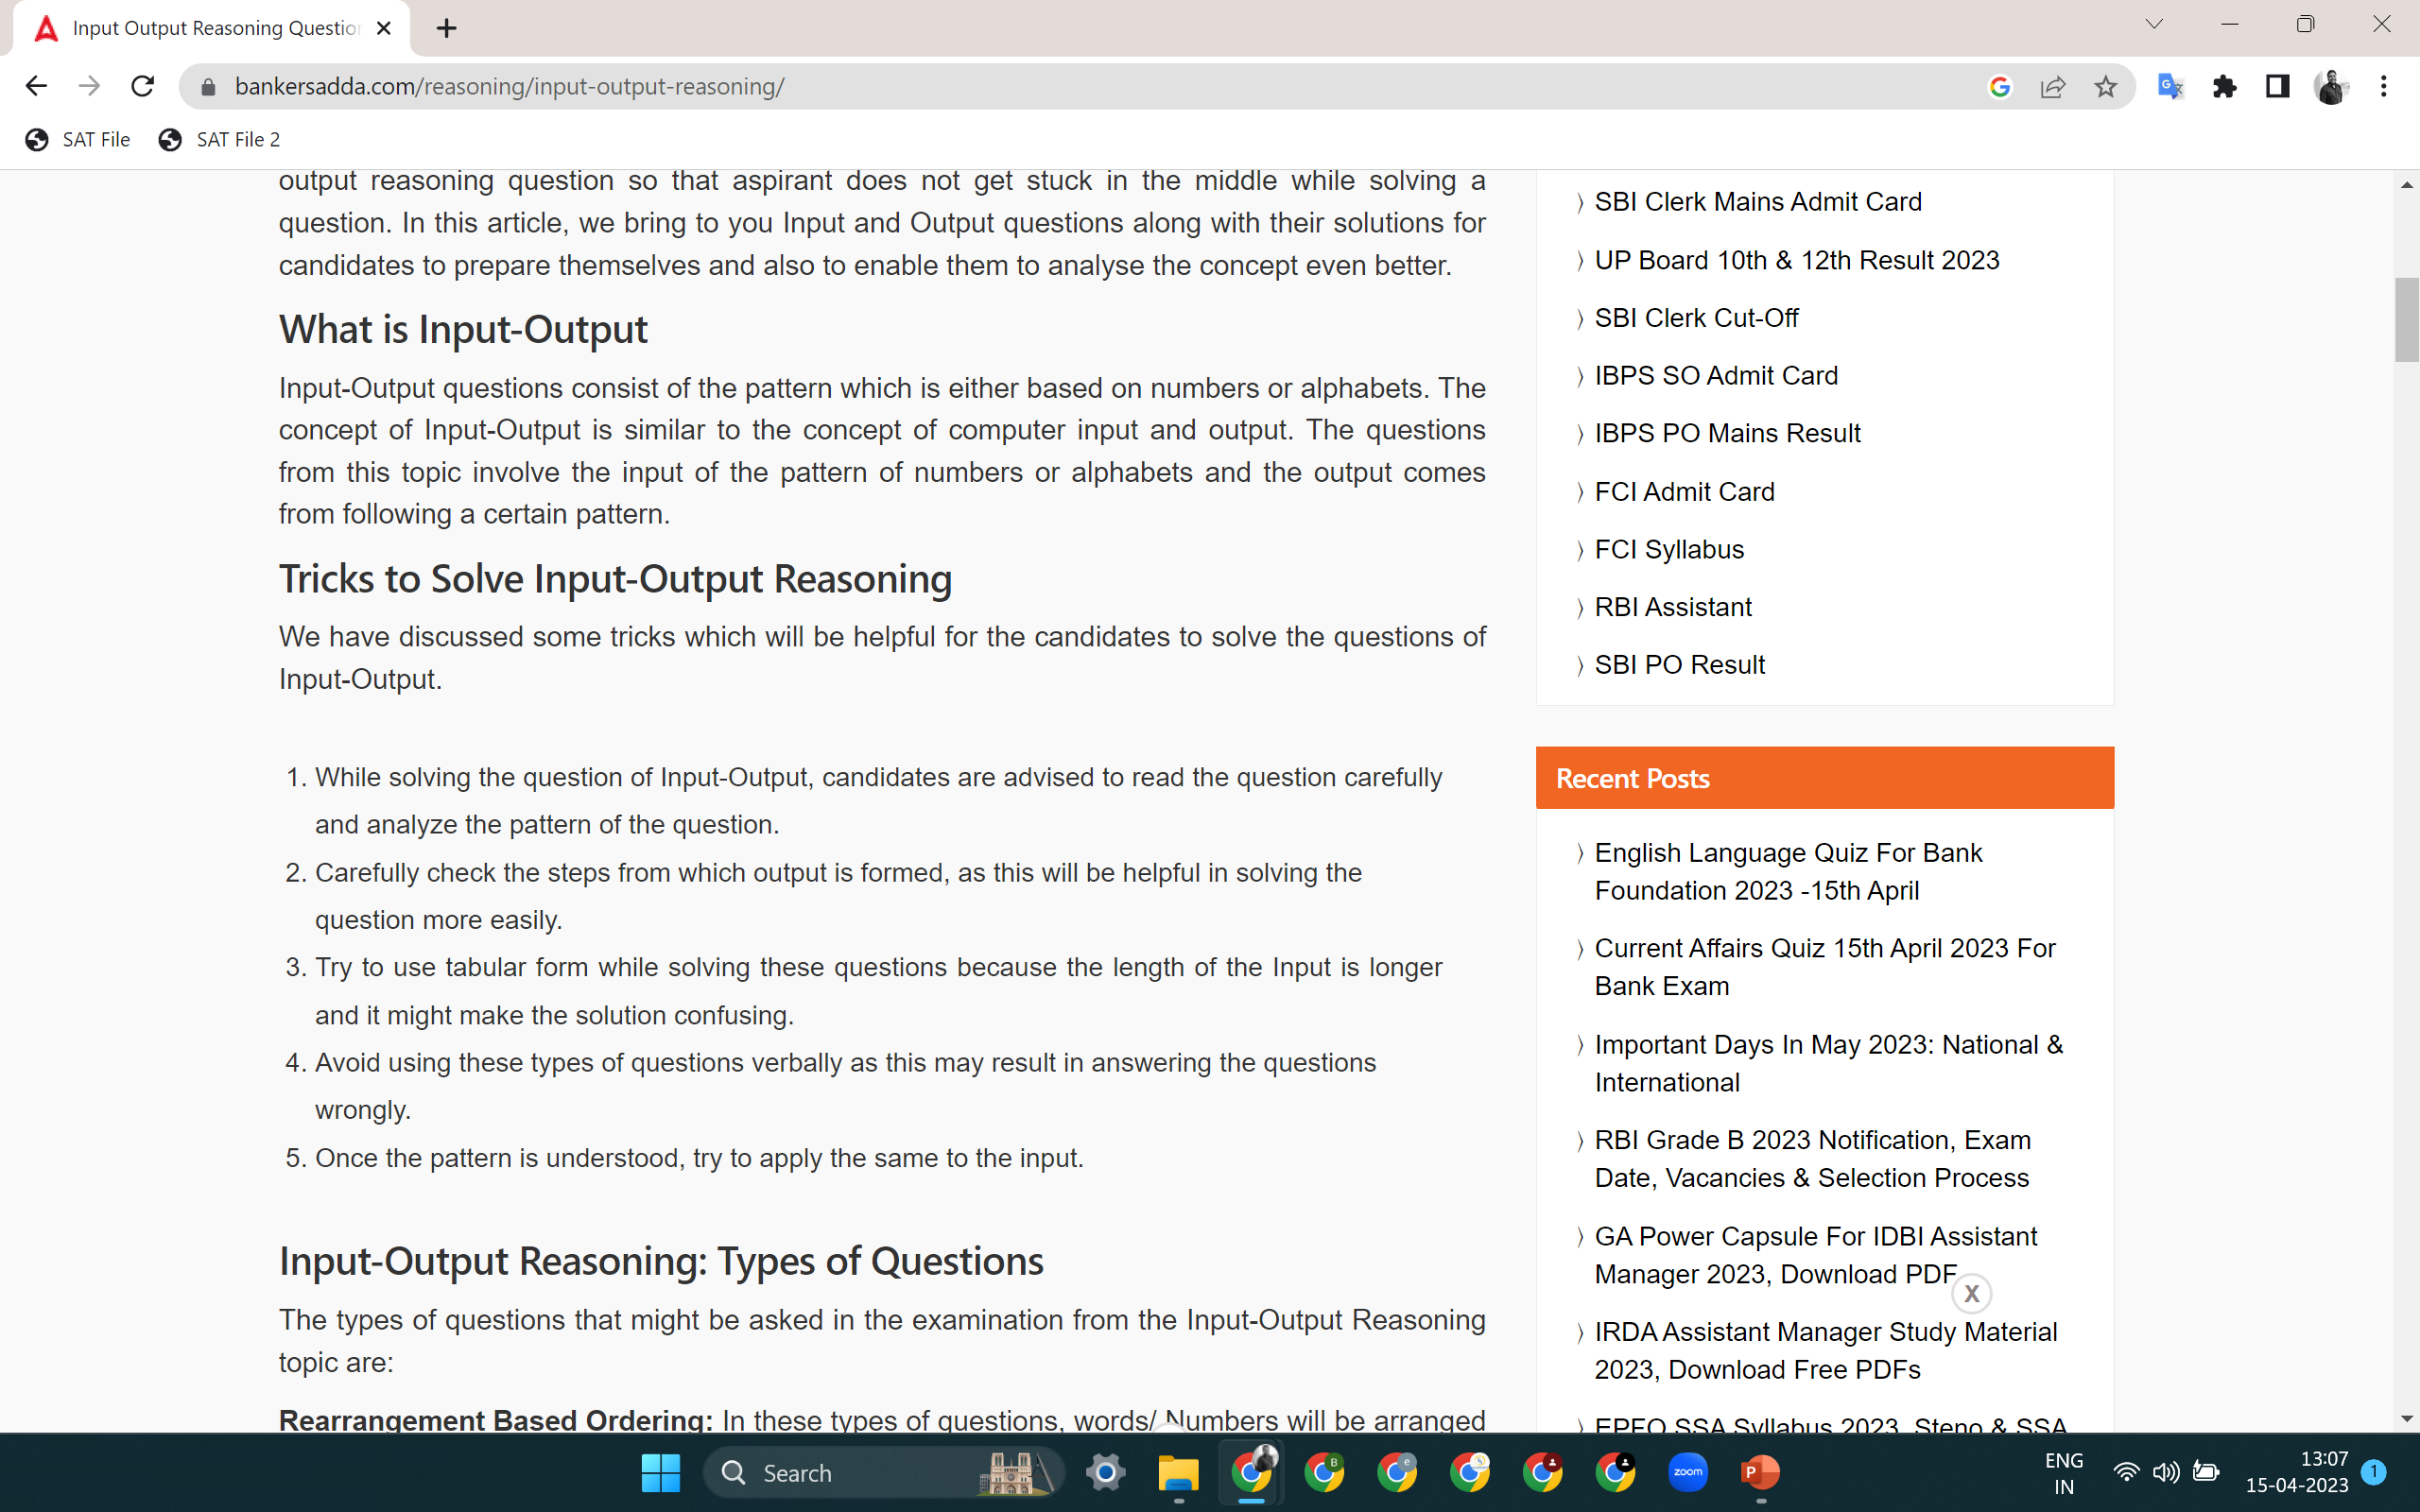 Input Output Reasoning Question
bankersadda.com/reasoning/input-output-reasoning/
SAT File
SAT File 2
output reasoning question so that aspirant does not get stuck in the middle while solving a
question. In this article, we bring to you Input and Output questions along with their solutions for
candidates to prepare themselves and also to enable them to analyse the concept even better.
What is Input-Output
Input-Output questions consist of the pattern which is either based on numbers or alphabets. The
concept of Input-Output is similar to the concept of computer input and output. The questions
from this topic involve the input of the pattern of numbers or alphabets and the output comes
from following a certain pattern.
Tricks to Solve Input-Output Reasoning
We have discussed some tricks which will be helpful for the candidates to solve the questions of
Input-Output.
1. While solving the question of Input-Output, candidates are advised to read the question carefully
and analyze the pattern of the question.
2. Carefully check the steps from which output is formed, as this will be helpful in solving the
question more easily.
3. Try to use tabular form while solving these questions because the length of the Input is longer
and it might make the solution confusing.
4. Avoid using these types of questions verbally as this may result in answering the questions
wrongly.
5. Once the pattern is understood, try to apply the same to the input.
Input-Output Reasoning: Types of Questions
The types of questions that might be asked in the examination from the Input-Output Reasoning
topic are:
Rearrangement Based Ordering: In these types of questions, words/ Numbers will be arranged
SBI Clerk Mains Admit Card
UP Board 10th & 12th Result 2023
SBI Clerk Cut-Off
IBPS SO Admit Card
IBPS PO Mains Result
FCI Admit Card
FCI Syllabus
RBI Assistant
SBI PO Result
Recent Posts
English Language Quiz For Bank
Foundation 2023 -15th April
Current Affairs Quiz 15th April 2023 For
Bank Exam
Important Days In May 2023: National &
International
RBI Grade B 2023 Notification, Exam
Date, Vacancies & Selection Process
GA Power Capsule For IDBI Assistant
Manager 2023, Download PDF
X
IRDA Assistant Manager Study Material
2023, Download Free PDFs
EPFO SSA Syllabus 2023, Steno & SSA
Search
zoom
ENG
IN
13:07
15-04-2023
1